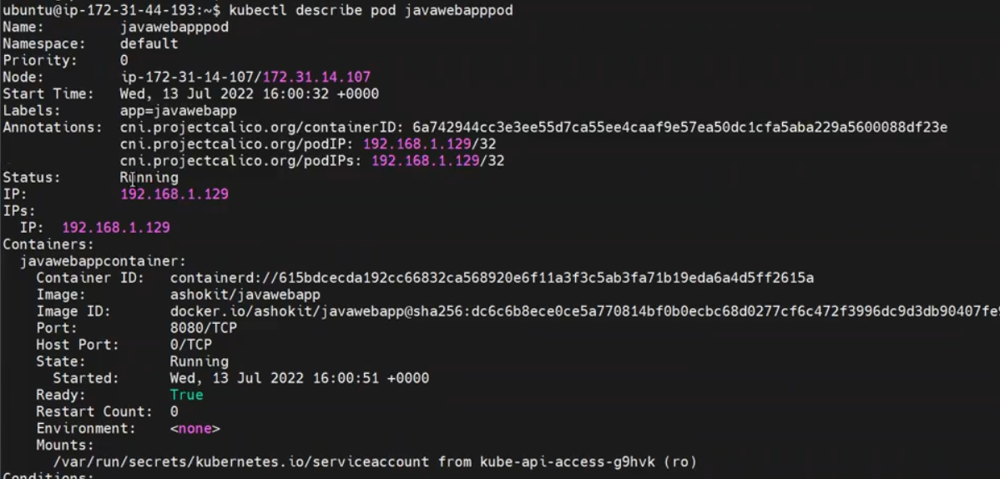 ubuntu@ip-172-31-44-193:~$ kubectl describe pod javawebapppod
Name: javawebapppod
Namespace: default
Priority: 0
Node: ip-172-31-14-107/172.31.14.107
Start Time: Wed, 13 Jul 2022 16:00:32 +0000
Labels: app=javawebapp
Annotations: cni.projectcalico.org/containerID: 6a742944cc3e3ee55d7ca55ee4caaf9e57ea50dc1cfa5aba229a5600088df23e
cni.projectcalico.org/podIP: 192.168.1.129/32
cni.projectcalico.org/podIPs: 192.168.1.129/32
Status: Running
IP: 192.168.1.129
IPs:
IP: 192.168.1.129
Containers:
javawebappcontainer:
Container ID: containerd://615bdcecda192cc66832ca568920e6f11a3f3c5ab3fa71b19eda6a4d5ff2615a
Image: ashokit/javawebapp
Image ID: docker.io/ashokit/javawebapp@sha256:dc6c6b8ece0ce5a770814bf0b0ecbc68d0277cf6c472f3996dc9d3db90407fe9
Port: 8080/TCP
Host Port: 0/TCP
State: Running
Started: Wed, 13 Jul 2022 16:00:51 +0000
Ready: True
Restart Count: 0
Environment: <none>
Mounts:
/var/run/secrets/kubernetes.io/serviceaccount from kube-api-access-g9hvk (ro)
Conditions: